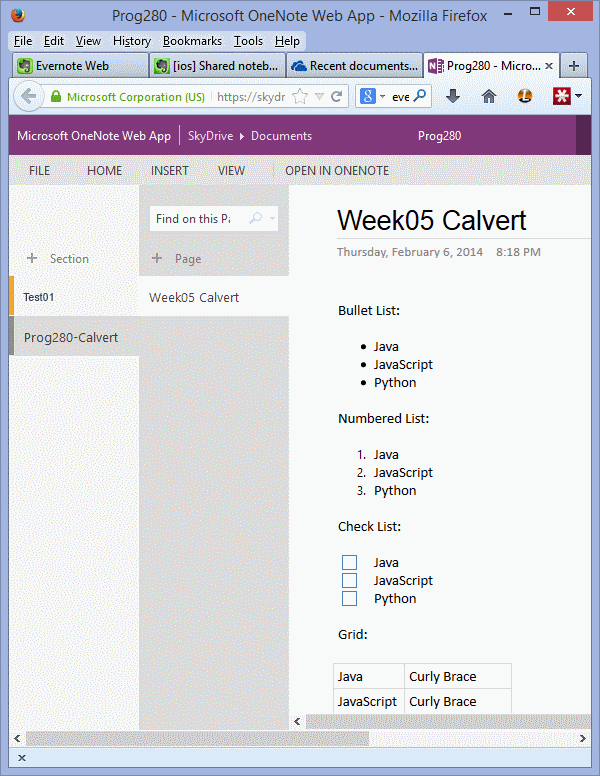 Prog280 - Microsoft OneNote Web App - Mozilla Firefox
File Edit View History Bookmarks Tools Help
Evernote Web
[ios] Shared noteb...
Recent documents...
Prog280 - Micro...
Microsoft Corporation (US) https://skydr
8 eve
Microsoft OneNote Web App SkyDrive Documents Prog280
FILE HOME INSERT VIEW OPEN IN ONENOTE
Find on this Pa
+ Section
+ Page
Test01
Prog280-Calvert
Week05 Calvert
Week05 Calvert
Thursday, February 6, 2014 8:18 PM
Bullet List:
• Java
• JavaScript
• Python
Numbered List:
1. Java
2. JavaScript
3. Python
Check List:
Java
JavaScript
Python
Grid:
Java Curly Brace
JavaScript Curly Brace